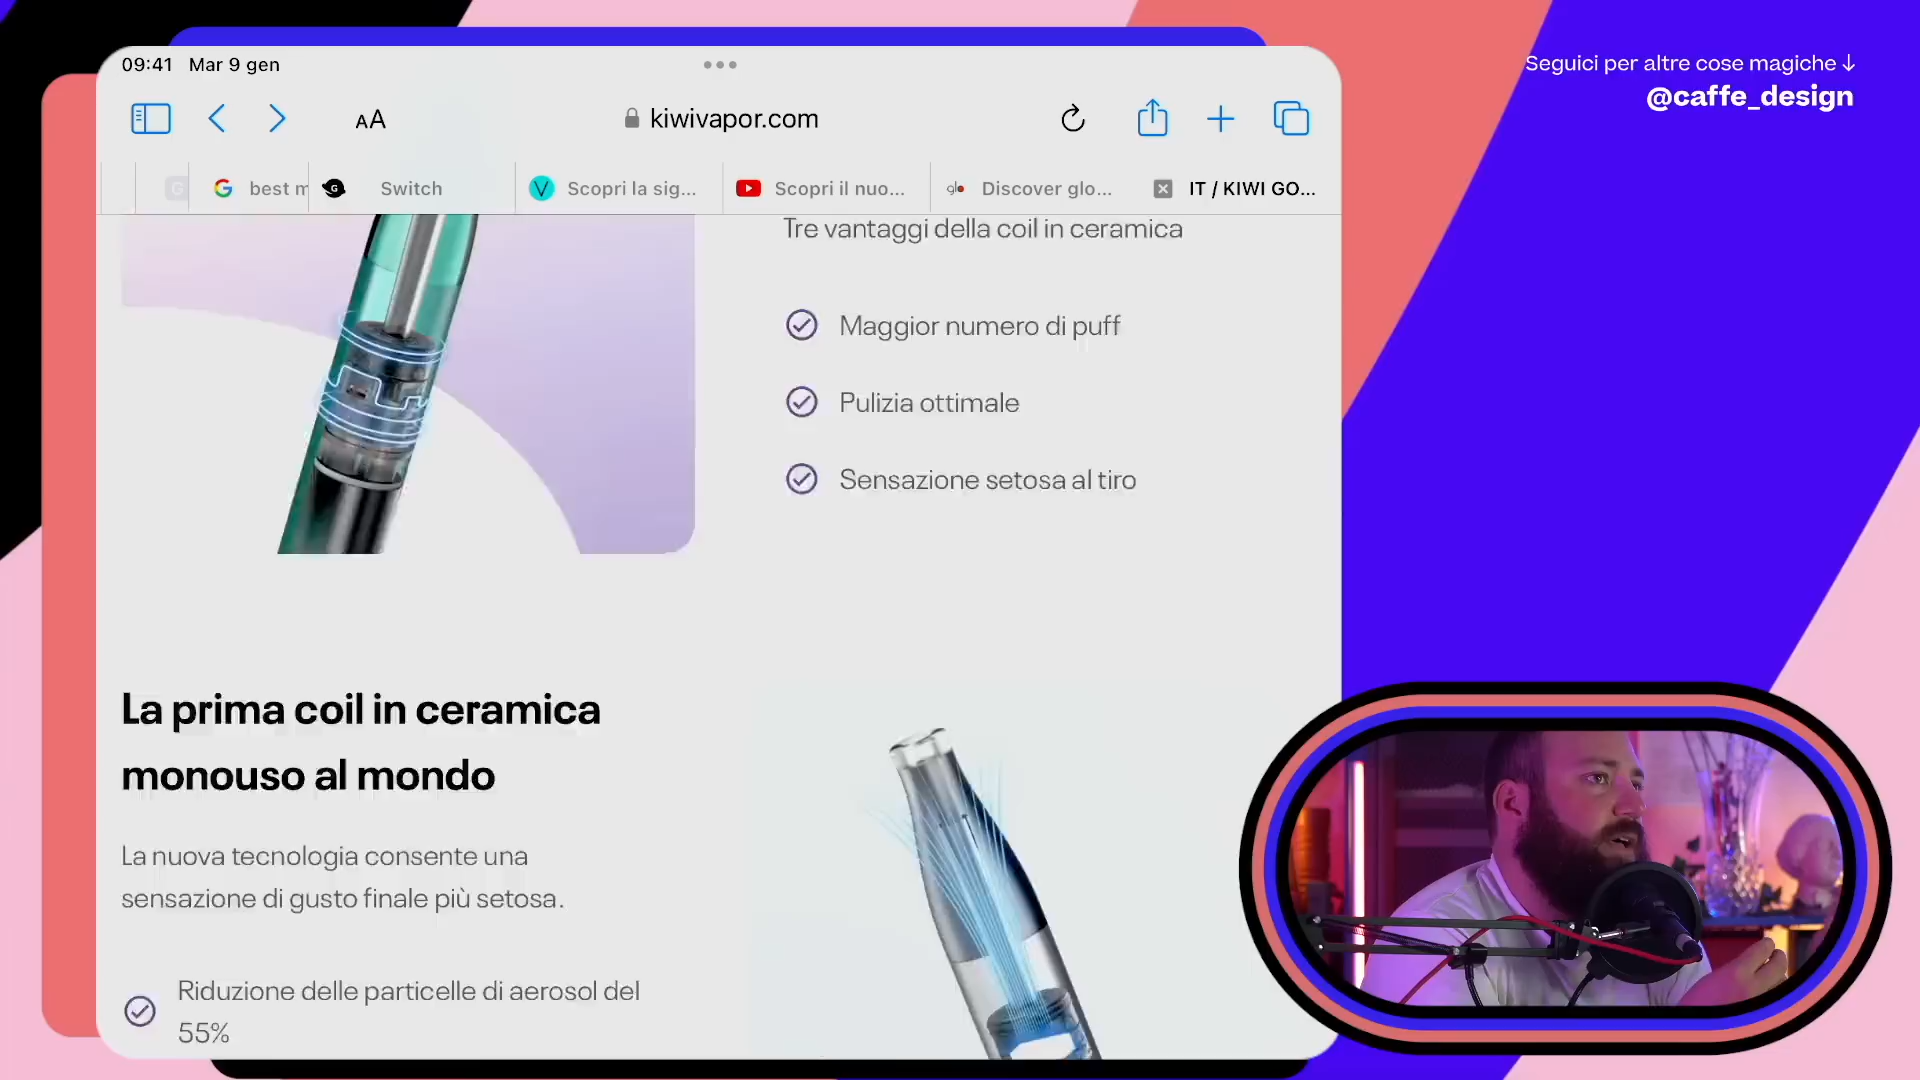 09:41 Mar 9 gen
Seguici per altre cose magiche ↓
@caffe_design
AA
kiwivapor.com
G
best m
Switch
Scopri la sig...
Scopri il nuo...
glo
Discover glo...
IT / KIWI GO...
Tre vantaggi della coil in ceramica
Maggior numero di puff
Pulizia ottimale
Sensazione setosa al tiro
La prima coil in ceramica
monouso al mondo
La nuova tecnologia consente una
sensazione di gusto finale più setosa.
Riduzione delle particelle di aerosol del
55%